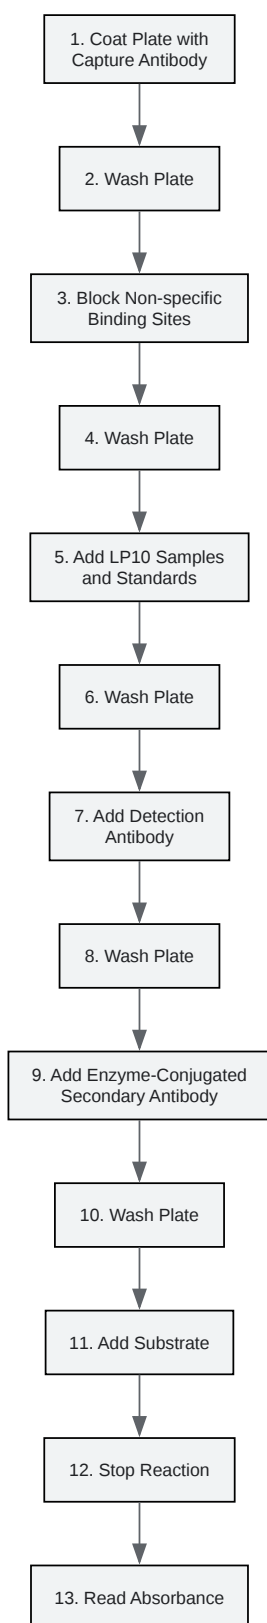 1. Coat Plate with
Capture Antibody
2. Wash Plate
3. Block Non-specific
Binding Sites
4. Wash Plate
5. Add LP10 Samples
and Standards
6. Wash Plate
7. Add Detection
Antibody
8. Wash Plate
9. Add Enzyme-Conjugated
Secondary Antibody
10. Wash Plate
11. Add Substrate
12. Stop Reaction
13. Read Absorbance